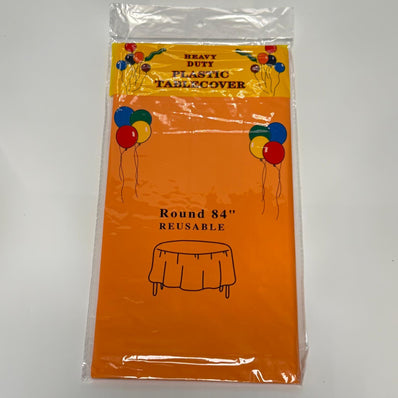 HEAVY
DUTY
PLASTIC
TABLECOVER
Round 84"
REUSABLE